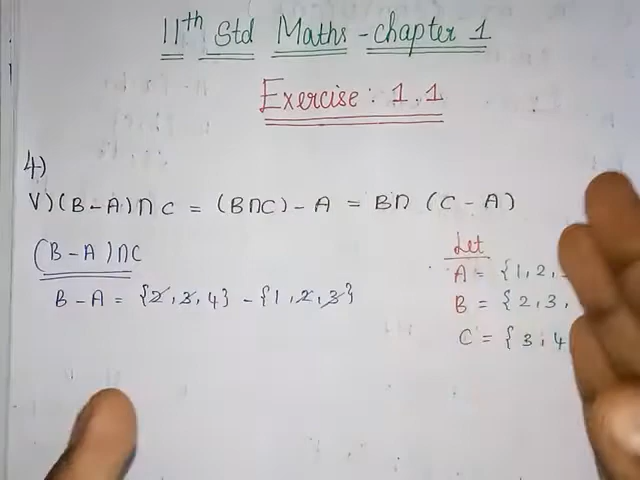 11th Std Maths - chapter 1
Exercise : 1.1
4)
V) (B - A) ∩ C = (B∩C) - A = B∩ (C - A)
(B - A) ∩C
Let
A = {1, 2,
B - A = {2, 3, 4} - {1, 2, 3}
B = {2, 3,
C = {3, 4